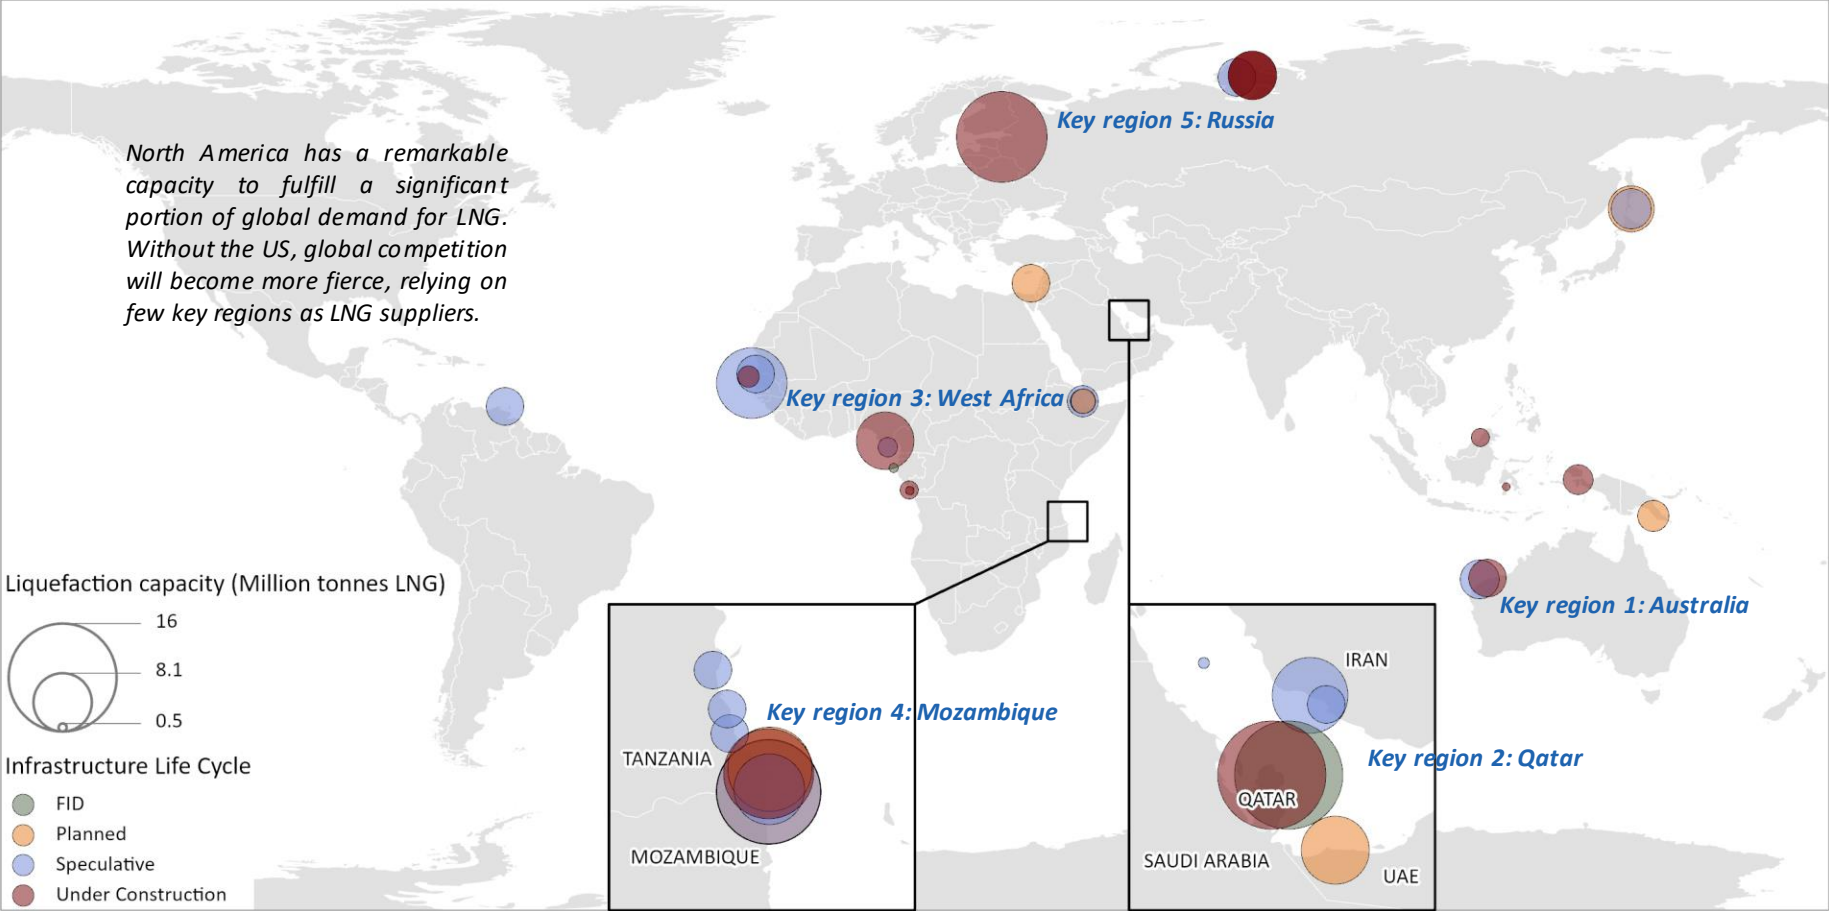 Key region 5: Russia
North America has a remarkable
capacity to fulfill a significant
portion of global demand for LNG.
Without the US, global competition
will become more fierce, relying on
few key regions as LNG suppliers.
Key region 3: West Africa
Key region 1: Australia
Liquefaction capacity (Million tonnes LNG)
16
8.1
0.5
Infrastructure Life Cycle
FID
Planned
Speculative
Under Construction
Key region 4: Mozambique
TANZANIA
MOZAMBIQUE
IRAN
Key region 2: Qatar
QATAR
SAUDI ARABIA
UAE